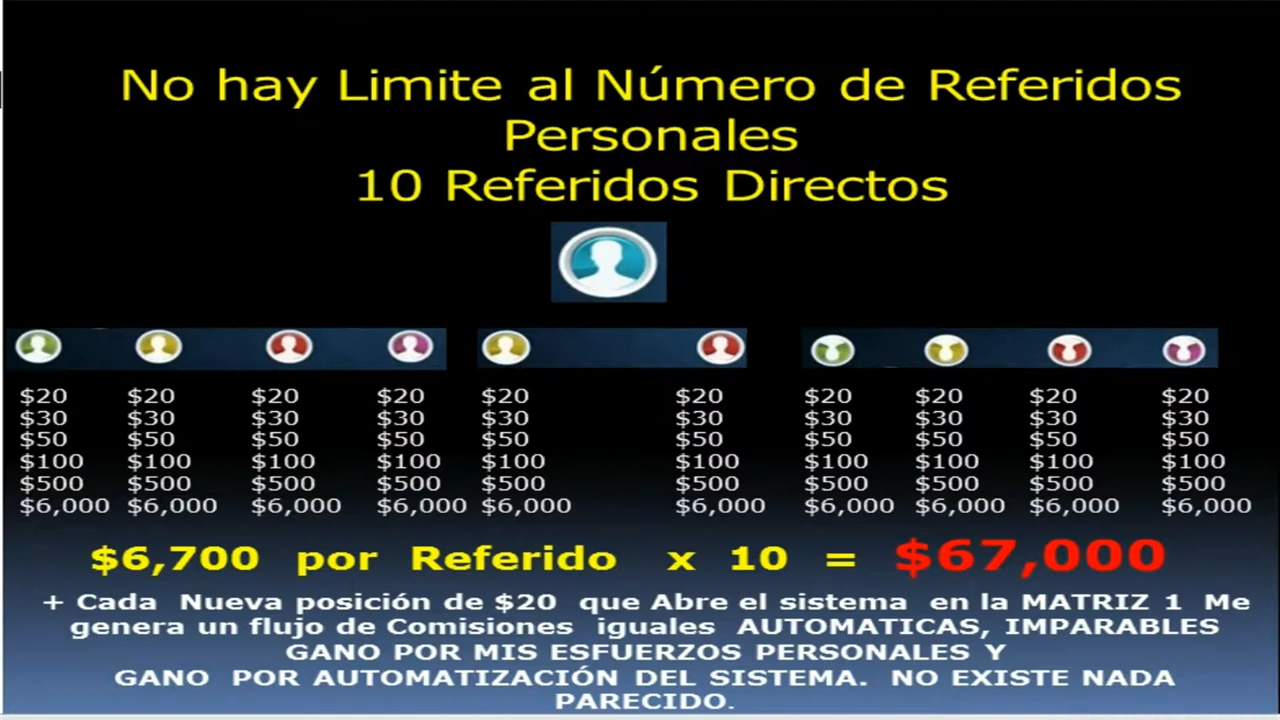 No hay Limite al Número de Referidos
Personales
10 Referidos Directos
$20 $20 $20 $20 $20 $20 $20 $20 $20 $20
$30 $30 $30 $30 $30 $30 $30 $30 $30 $30
$50 $50 $50 $50 $50 $50 $50 $50 $50 $50
$100 $100 $100 $100 $100 $100 $100 $100 $100 $100
$500 $500 $500 $500 $500 $500 $500 $500 $500 $500
$6,000 $6,000 $6,000 $6,000 $6,000 $6,000 $6,000 $6,000 $6,000 $6,000
$6,700 por Referido x 10 = $67,000
+ Cada Nueva posición de $20 que Abre el sistema en la MATRIZ 1 Me
genera un flujo de Comisiones iguales AUTOMATICAS, IMPARABLES
GANO POR MIS ESFUERZOS PERSONALES Y
GANO POR AUTOMATIZACIÓN DEL SISTEMA. NO EXISTE NADA
PARECIDO.